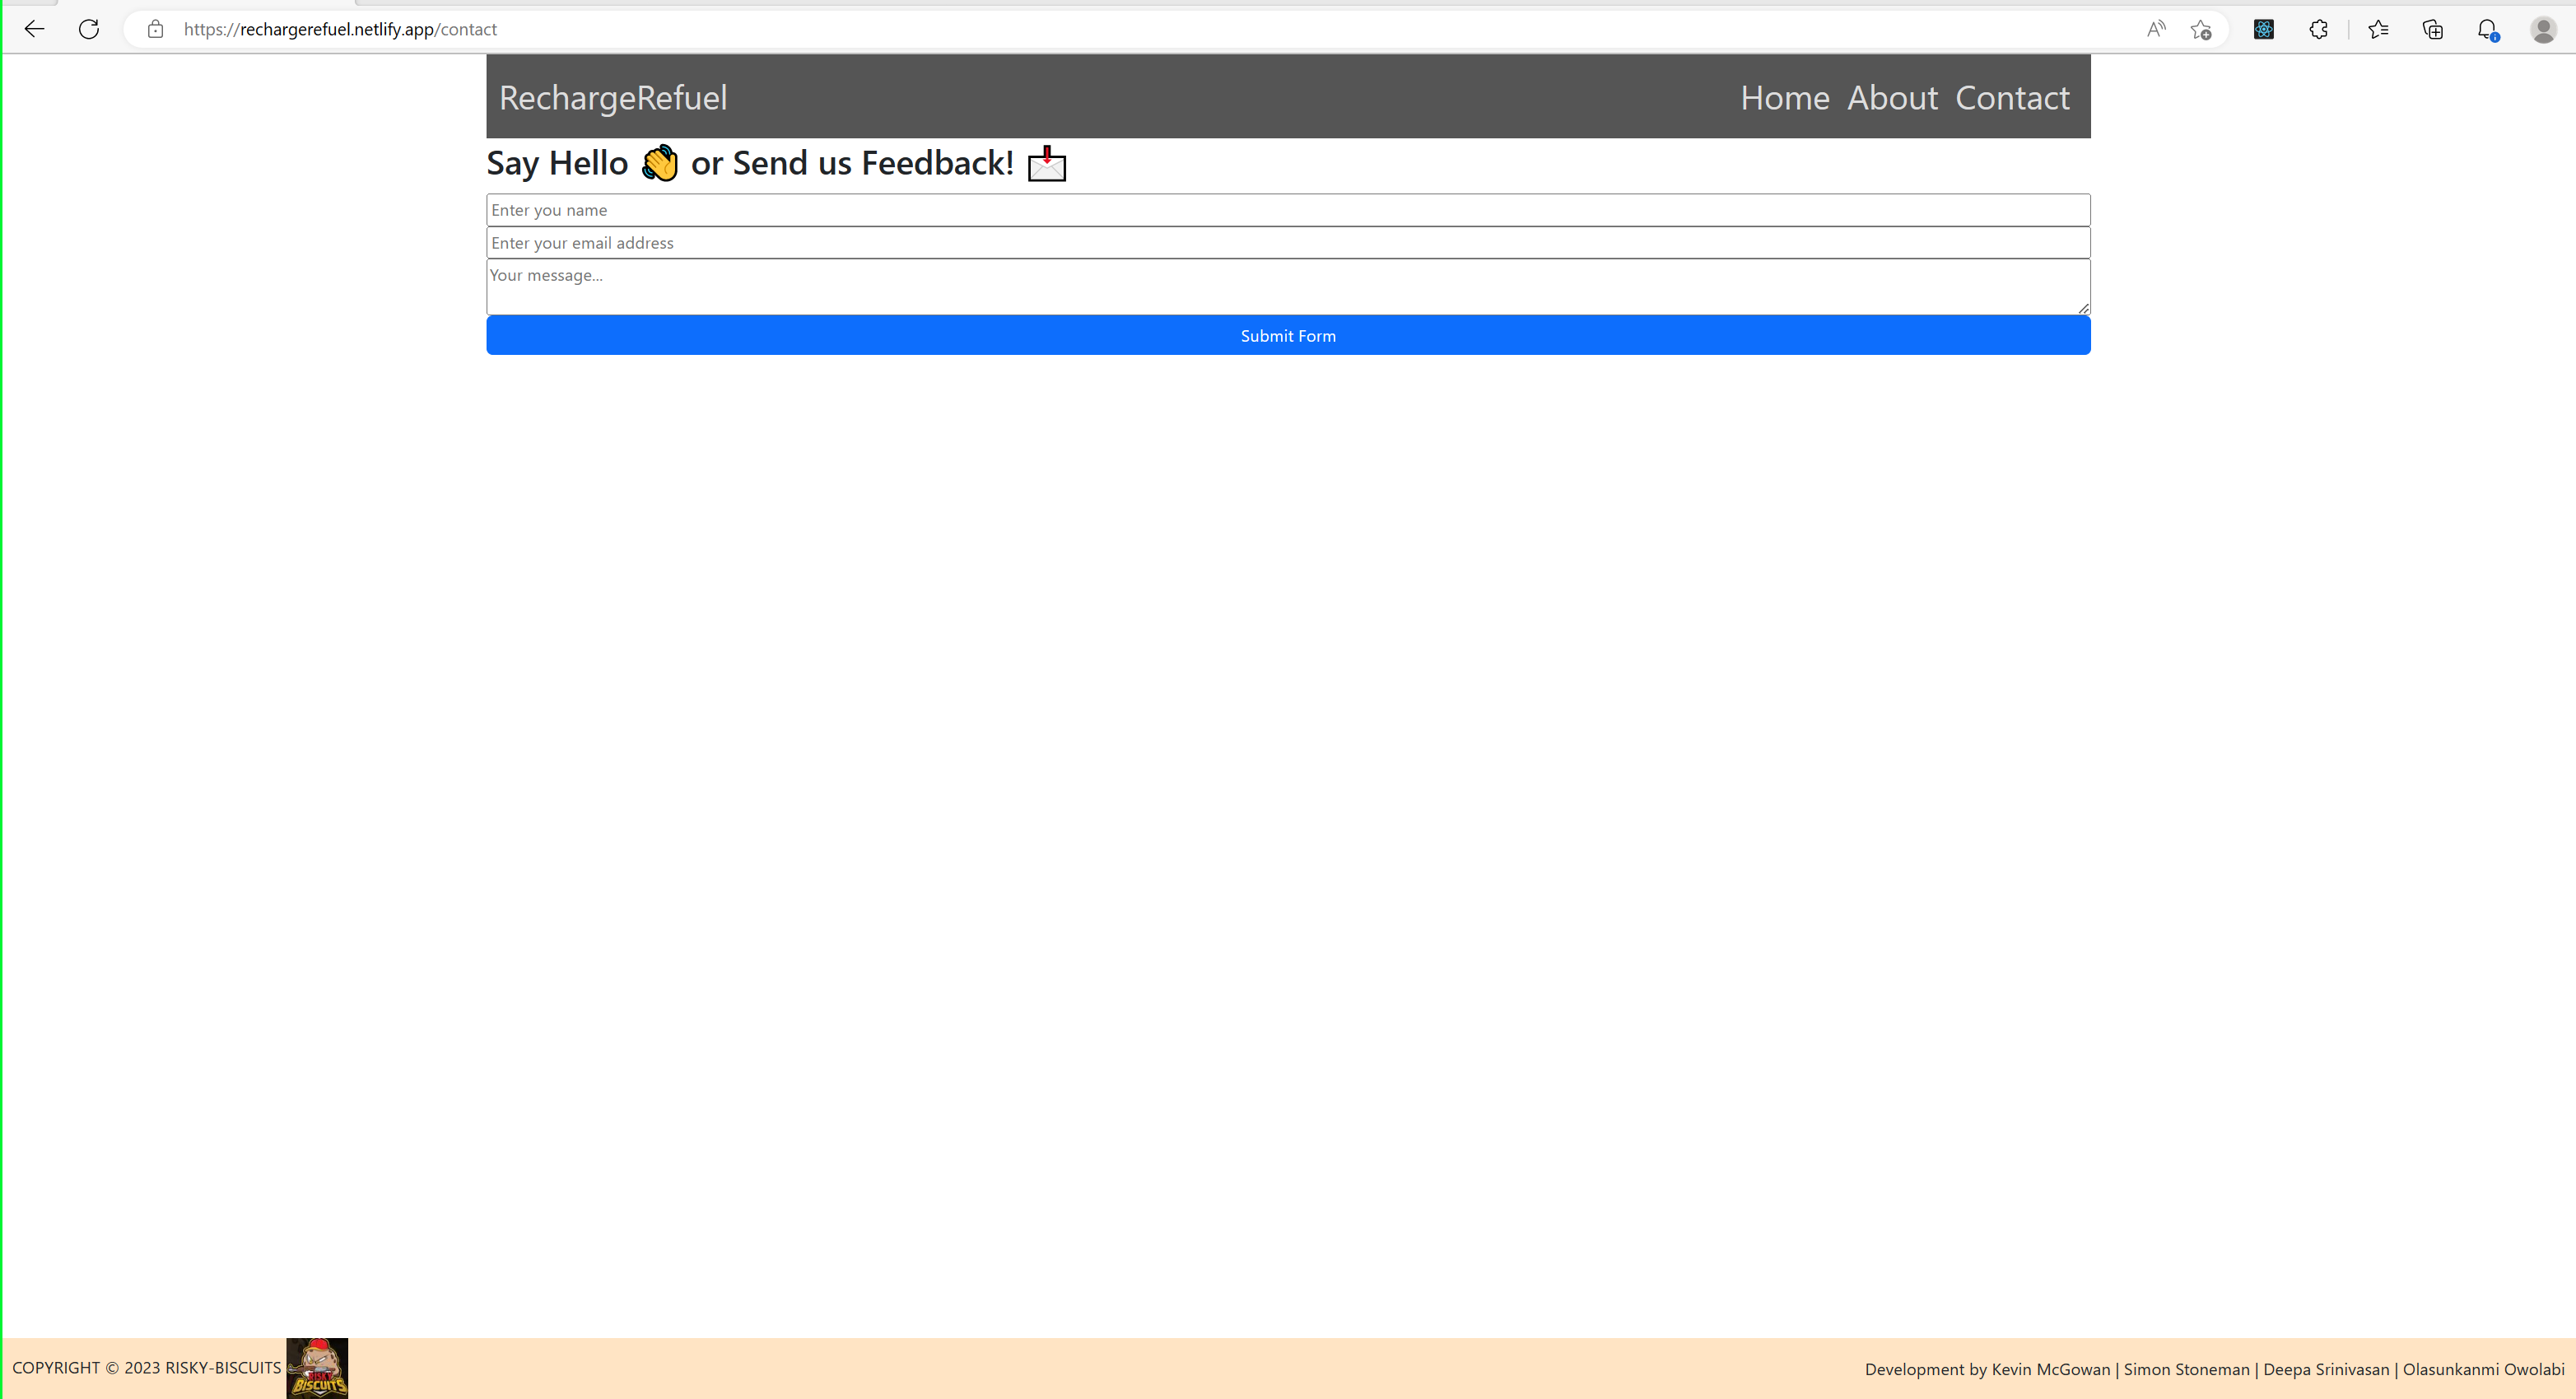 https://rechargerefuel.netlify.app/contact
RechargeRefuel
Home About Contact
Say Hello 👋 or Send us Feedback! 📩
Enter you name
Enter your email address
Your message...
Submit Form
COPYRIGHT © 2023 RISKY-BISCUITS
RISKY
BISCUITS
Development by Kevin McGowan | Simon Stoneman | Deepa Srinivasan | Olasunkanmi Owolabi